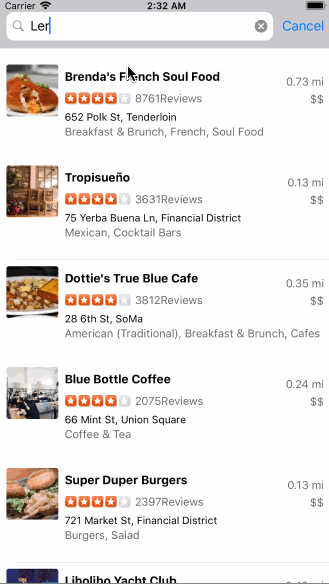 Carrier 2:32 AM
Ler Cancel
Brenda's French Soul Food 0.73 mi
8761Reviews $$
652 Polk St, Tenderloin
Breakfast & Brunch, French, Soul Food
Tropisueño 0.13 mi
3631Reviews $$
75 Yerba Buena Ln, Financial District
Mexican, Cocktail Bars
Dottie's True Blue Cafe 0.35 mi
3812Reviews $$
28 6th St, SoMa
American (Traditional), Breakfast & Brunch, Cafes
Blue Bottle Coffee 0.24 mi
2075Reviews $$
66 Mint St, Union Square
Coffee & Tea
Super Duper Burgers 0.13 mi
2397Reviews $$
721 Market St, Financial District
Burgers, Salad
Liholiho Yacht Club